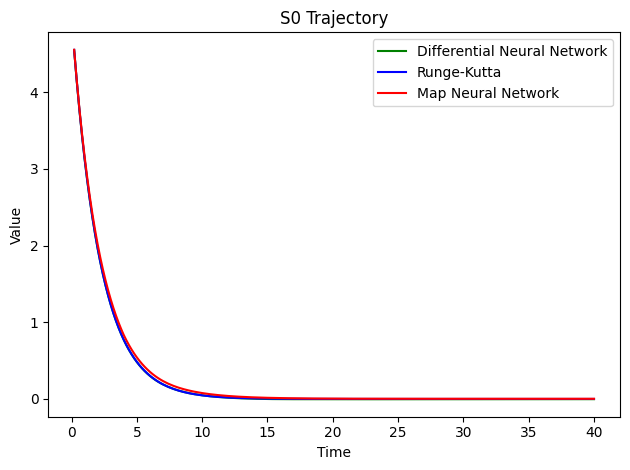 S0 Trajectory
Differential Neural Network
Runge-Kutta
Map Neural Network
Value
4
3
2
1
0
0 5 10 15 20 25 30 35 40
Time